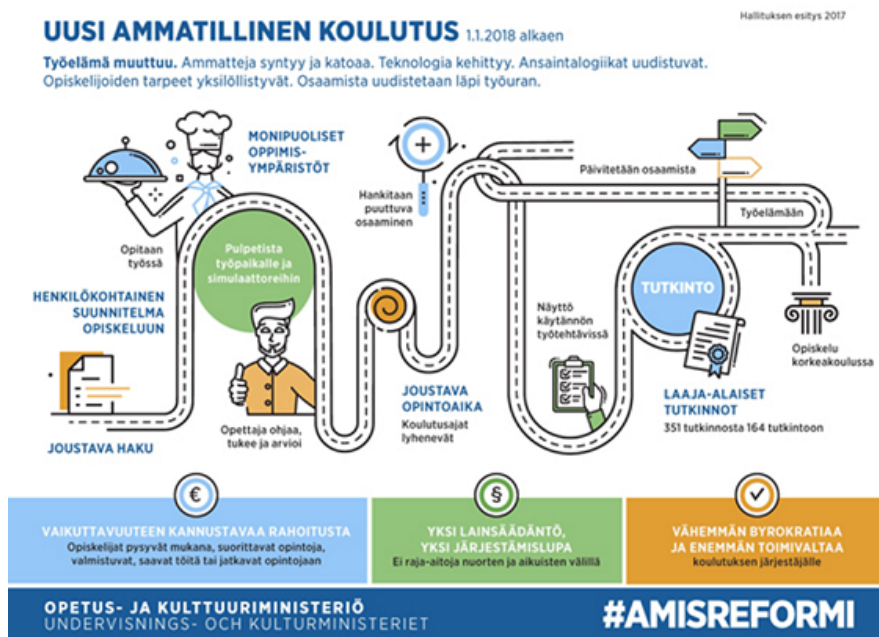 Hallituksen esitys 2017
UUSI AMMATILLINEN KOULUTUS 1.1.2018 alkaen
Työelämä muuttuu. Ammatteja syntyy ja katoaa. Teknologia kehittyy. Ansaintalogiikat uudistuvat.
Opiskelijoiden tarpeet yksilöllistyvät. Osaamista uudistetaan läpi työuran.
MONIPUOLISET
OPPIMIS-
YMPÄRISTÖT
Opitaan
työssä
Pulpetista
työpaikalle ja
simulaattoreihin
HENKILÖKOHTAINEN
SUUNNITELMA
OPISKELUUN
JOUSTAVA HAKU
Opettaja ohjaa,
tukee ja arvioi
Hankitaan
puuttuva
osaaminen
JOUSTAVA
OPINTOAIKA
Koulutusajat
lyhenevät
Päivitetään osaamista
Työelämään
Näyttö
käytännön
työtehtävissä
TUTKINTO
Opiskelu
korkeakoulussa
LAAJA-ALAISET
TUTKINNOT
351 tutkinnosta 164 tutkintoon
€
VAIKUTTAVUUTEEN KANNUSTAVAA RAHOITUSTA
Opiskelijat pysyvät mukana, suorittavat opintoja,
valmistuvat, saavat töitä tai jatkavat opintojaan
§
YKSI LAINSÄÄDÄNTÖ,
YKSI JÄRJESTÄMISLUPA
Ei raja-aitoja nuorten ja aikuisten välillä
VÄHEMMÄN BYROKRATIAA
JA ENEMMÄN TOIMIVALTAA
koulutuksen järjestäjälle
OPETUS- JA KULTTUURIMINISTERIÖ
UNDERVISNINGS- OCH KULTURMINISTERIET
#AMISREFORMI